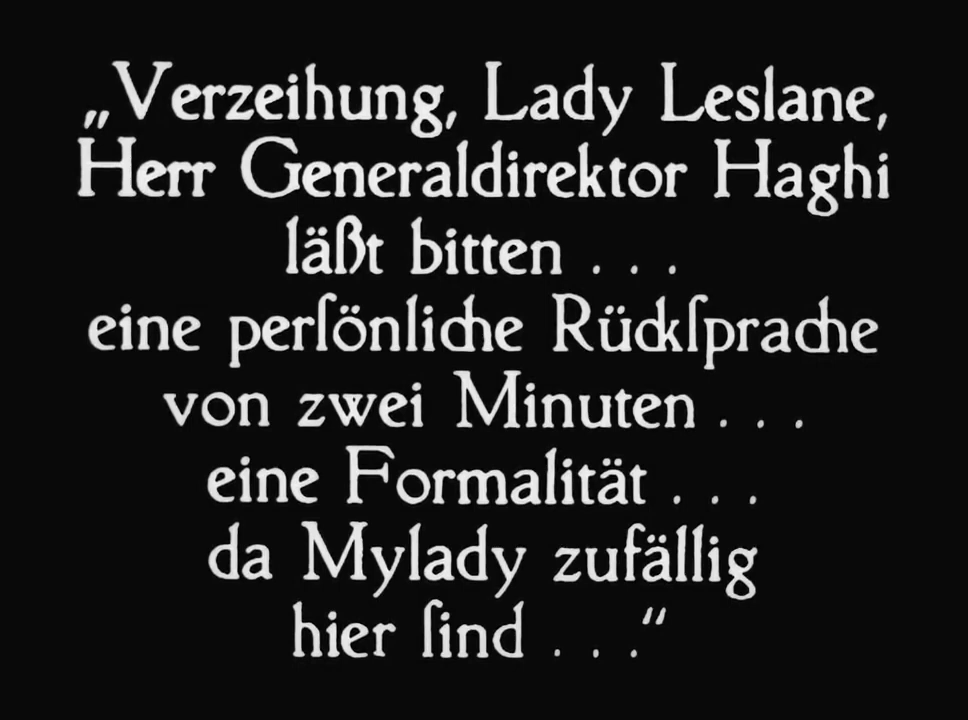 „Verzeihung, Lady Leslane,
Herr Generaldirektor Haghi
läßt bitten . . .
eine perſönliche Rückſprache
von zwei Minuten . . .
eine Formalität . . .
da Mylady zufällig
hier ſind . . .“